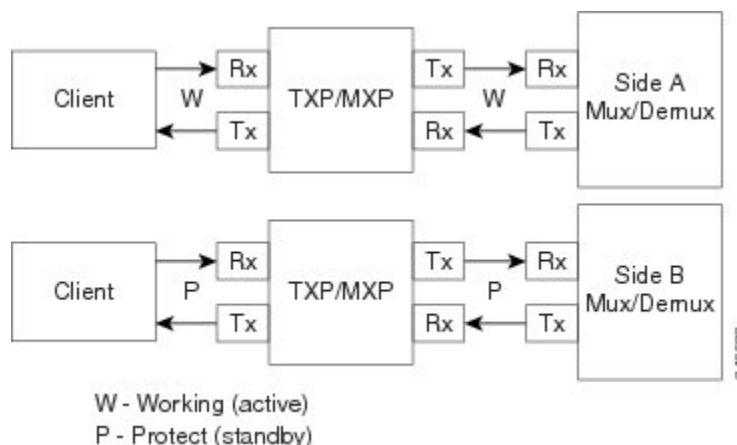 Client
Rx
W
Tx
TXP/MXP
Tx
W
Rx
Rx
Tx
Side A
Mux/Demux
Client
Rx
P
Tx
TXP/MXP
Tx
P
Rx
Rx
Tx
Side B
Mux/Demux
W - Working (active)
P - Protect (standby)